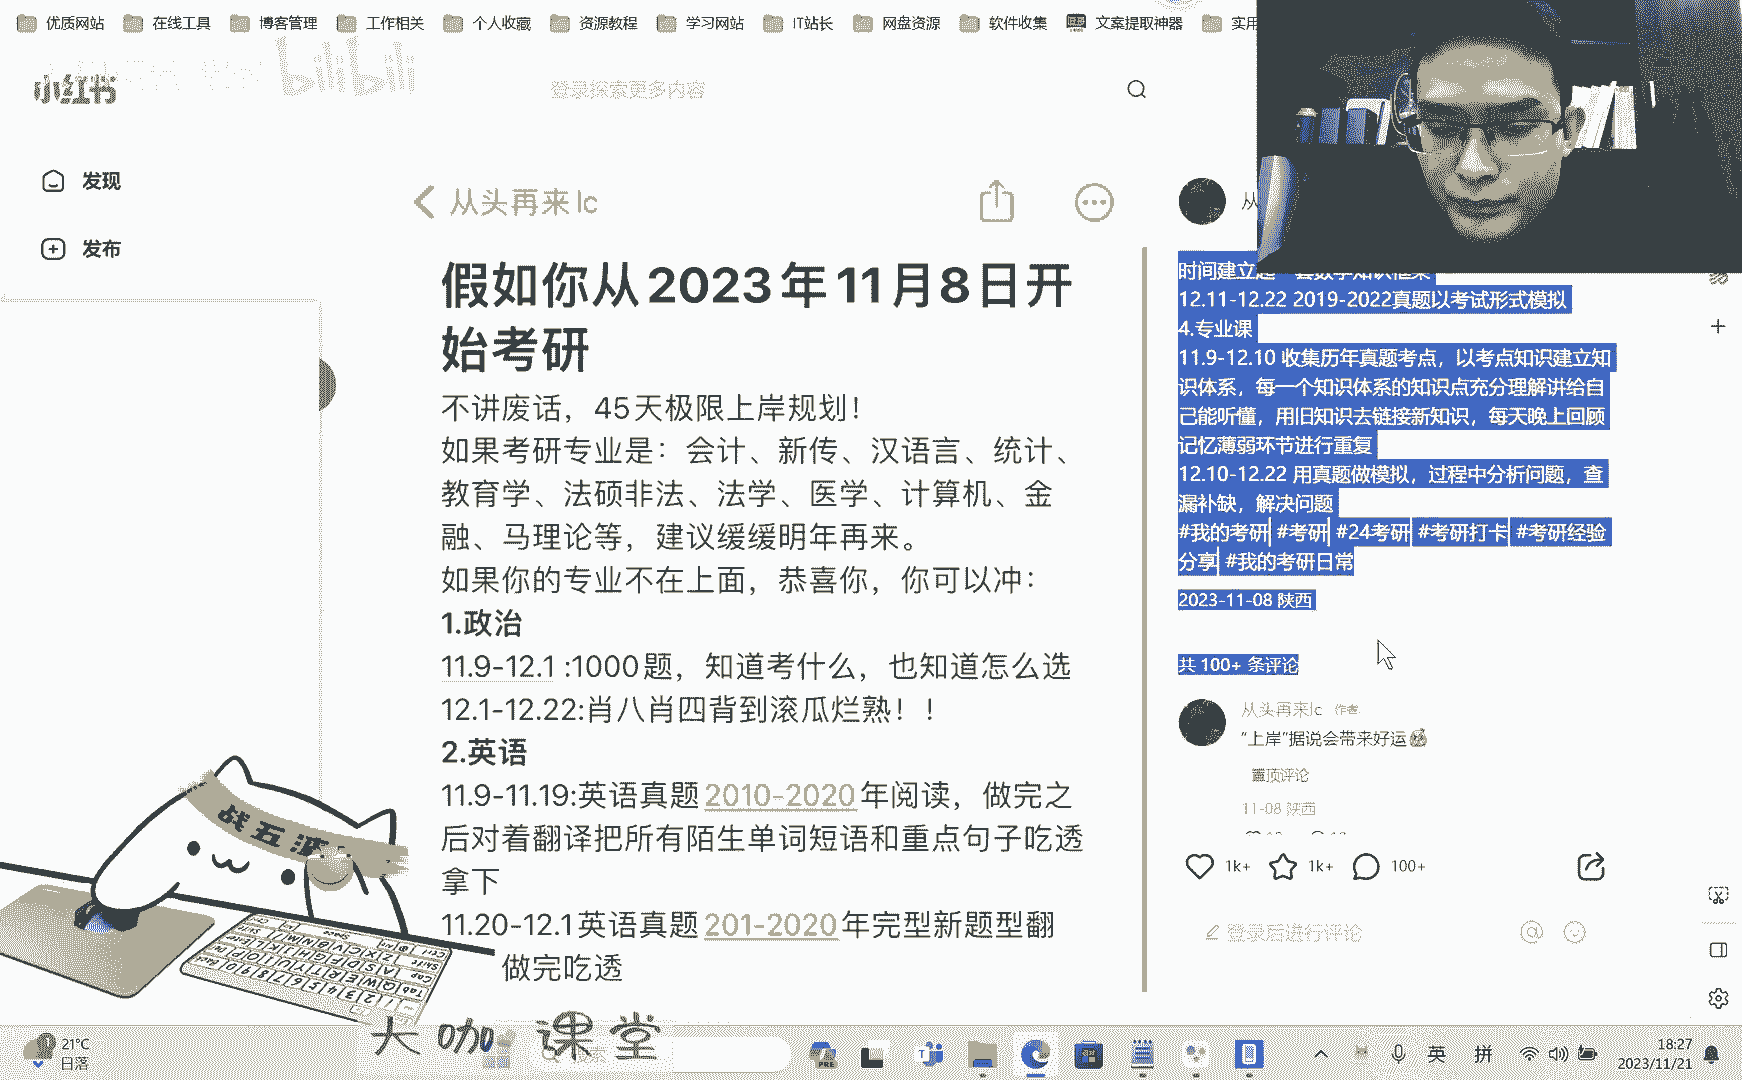 优质网站 在线工具 博客管理 工作相关 个人收藏 资源教程 学习网站 IT站长 网盘资源 软件收集 文案提取神器 实用
bilibili
小红书
登录探索更多内容
发现
发布
从头再来lc
假如你从2023年11月8日开
始考研
不讲废话，45天极限上岸规划！
如果考研专业是：会计、新传、汉语言、统计、
教育学、法硕非法、法学、医学、计算机、金
融、马理论等，建议缓缓明年再来。
如果你的专业不在上面，恭喜你，你可以冲：
1.政治
11.9-12.1 :1000题，知道考什么，也知道怎么选
12.1-12.22:肖八肖四背到滚瓜烂熟！！
2.英语
11.9-11.19:英语真题2010-2020年阅读，做完之
后对着翻译把所有陌生单词短语和重点句子吃透
拿下
11.20-12.1英语真题201-2020年完型新题型翻
做完吃透
从
时间建立
12.11-12.22 2019-2022真题以考试形式模拟
4.专业课
11.9-12.10 收集历年真题考点，以考点知识建立知
识体系，每一个知识体系的知识点充分理解讲给自
己能听懂，用旧知识去链接新知识，每天晚上回顾
记忆薄弱环节进行重复
12.10-12.22 用真题做模拟，过程中分析问题，查
漏补缺，解决问题
#我的考研 #考研 #24考研 #考研打卡 #考研经验
分享 #我的考研日常
2023-11-08 陕西
共 100+ 条评论
从头再来lc 作者
“上岸”据说会带来好运
置顶评论
11-08 陕西
1k+ 1k+ 100+
登录后进行评论
战五渣
大咖课堂
21°C
日落
英 拼
18:27
2023/11/21